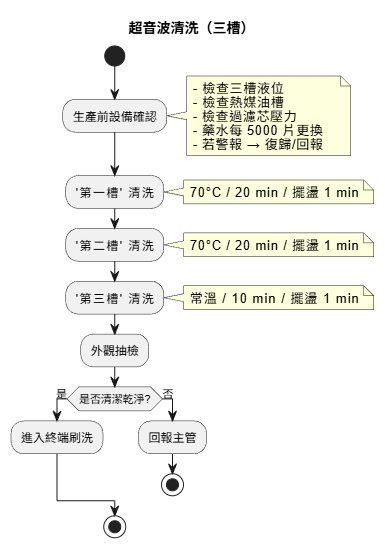 超音波清洗（三槽）
生產前設備確認
- 檢查三槽液位
- 檢查熱媒油槽
- 檢查過濾芯壓力
- 藥水每 5000 片更換
- 若警報 → 復歸/回報
'第一槽' 清洗
70°C / 20 min / 擺盪 1 min
'第二槽' 清洗
70°C / 20 min / 擺盪 1 min
'第三槽' 清洗
常溫 / 10 min / 擺盪 1 min
外觀抽檢
是否清潔乾淨?
是
否
進入終端刷洗
回報主管